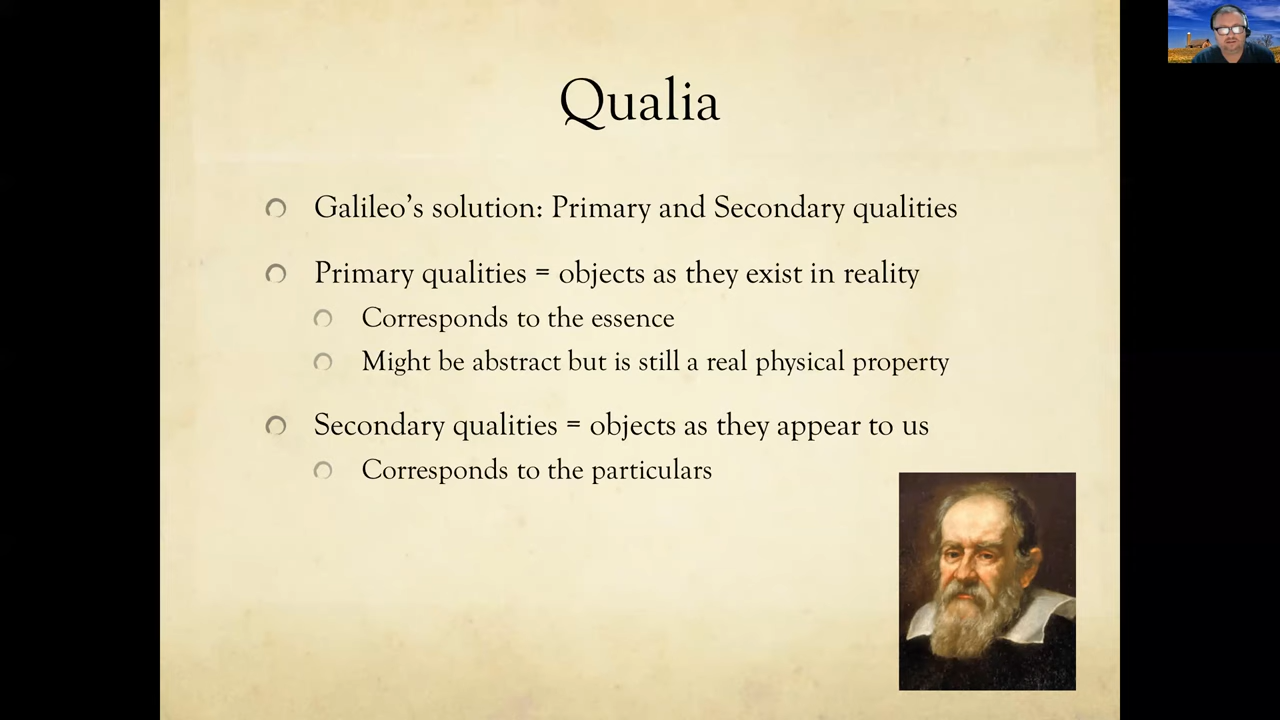 Qualia
Galileo’s solution: Primary and Secondary qualities
Primary qualities = objects as they exist in reality
Corresponds to the essence
Might be abstract but is still a real physical property
Secondary qualities = objects as they appear to us
Corresponds to the particulars